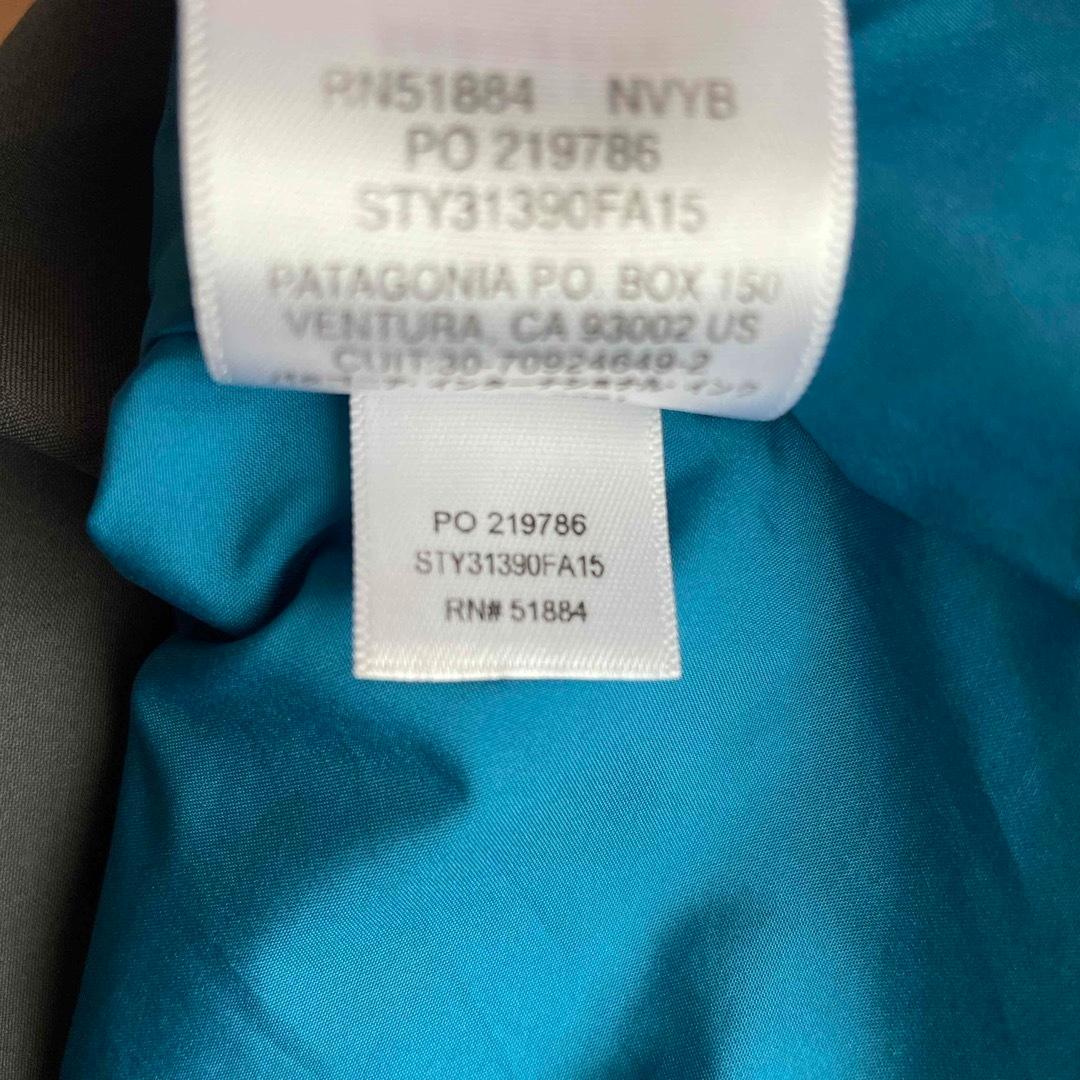 RN51884 NVYB
PO 219786
STY31390FA15
PATAGONIA P.O. BOX 150
VENTURA, CA 93002 US
CUIT:30-70924649-2
PO 219786
STY31390FA15
RN# 51884